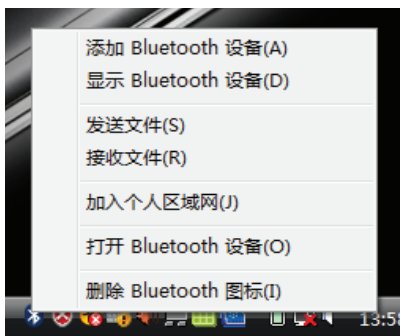 添加 Bluetooth 设备(A)
显示 Bluetooth 设备(D)
发送文件(S)
接收文件(R)
加入个人区域网(J)
打开 Bluetooth 设备(O)
删除 Bluetooth 图标(I)
13:58